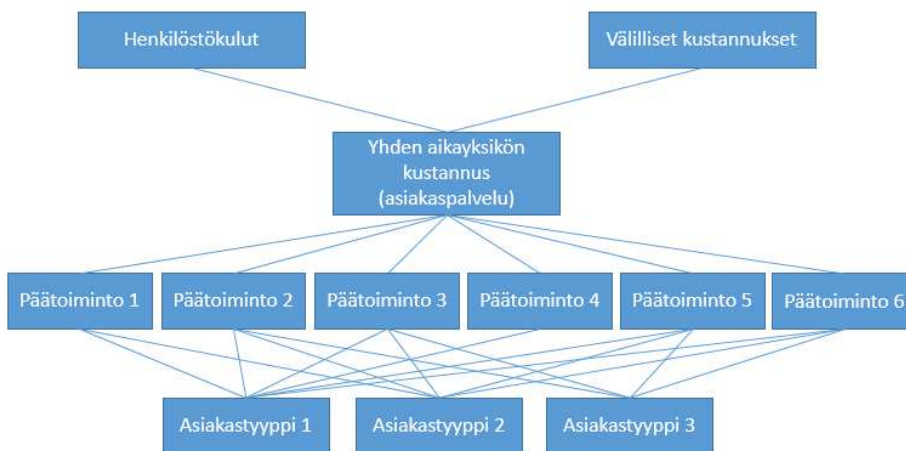 Henkilöstökulut
Välilliset kustannukset
Yhden aikayksikön
kustannus
(asiakaspalvelu)
Päätoiminto 1
Päätoiminto 2
Päätoiminto 3
Päätoiminto 4
Päätoiminto 5
Päätoiminto 6
Asiakastyyppi 1
Asiakastyyppi 2
Asiakastyyppi 3